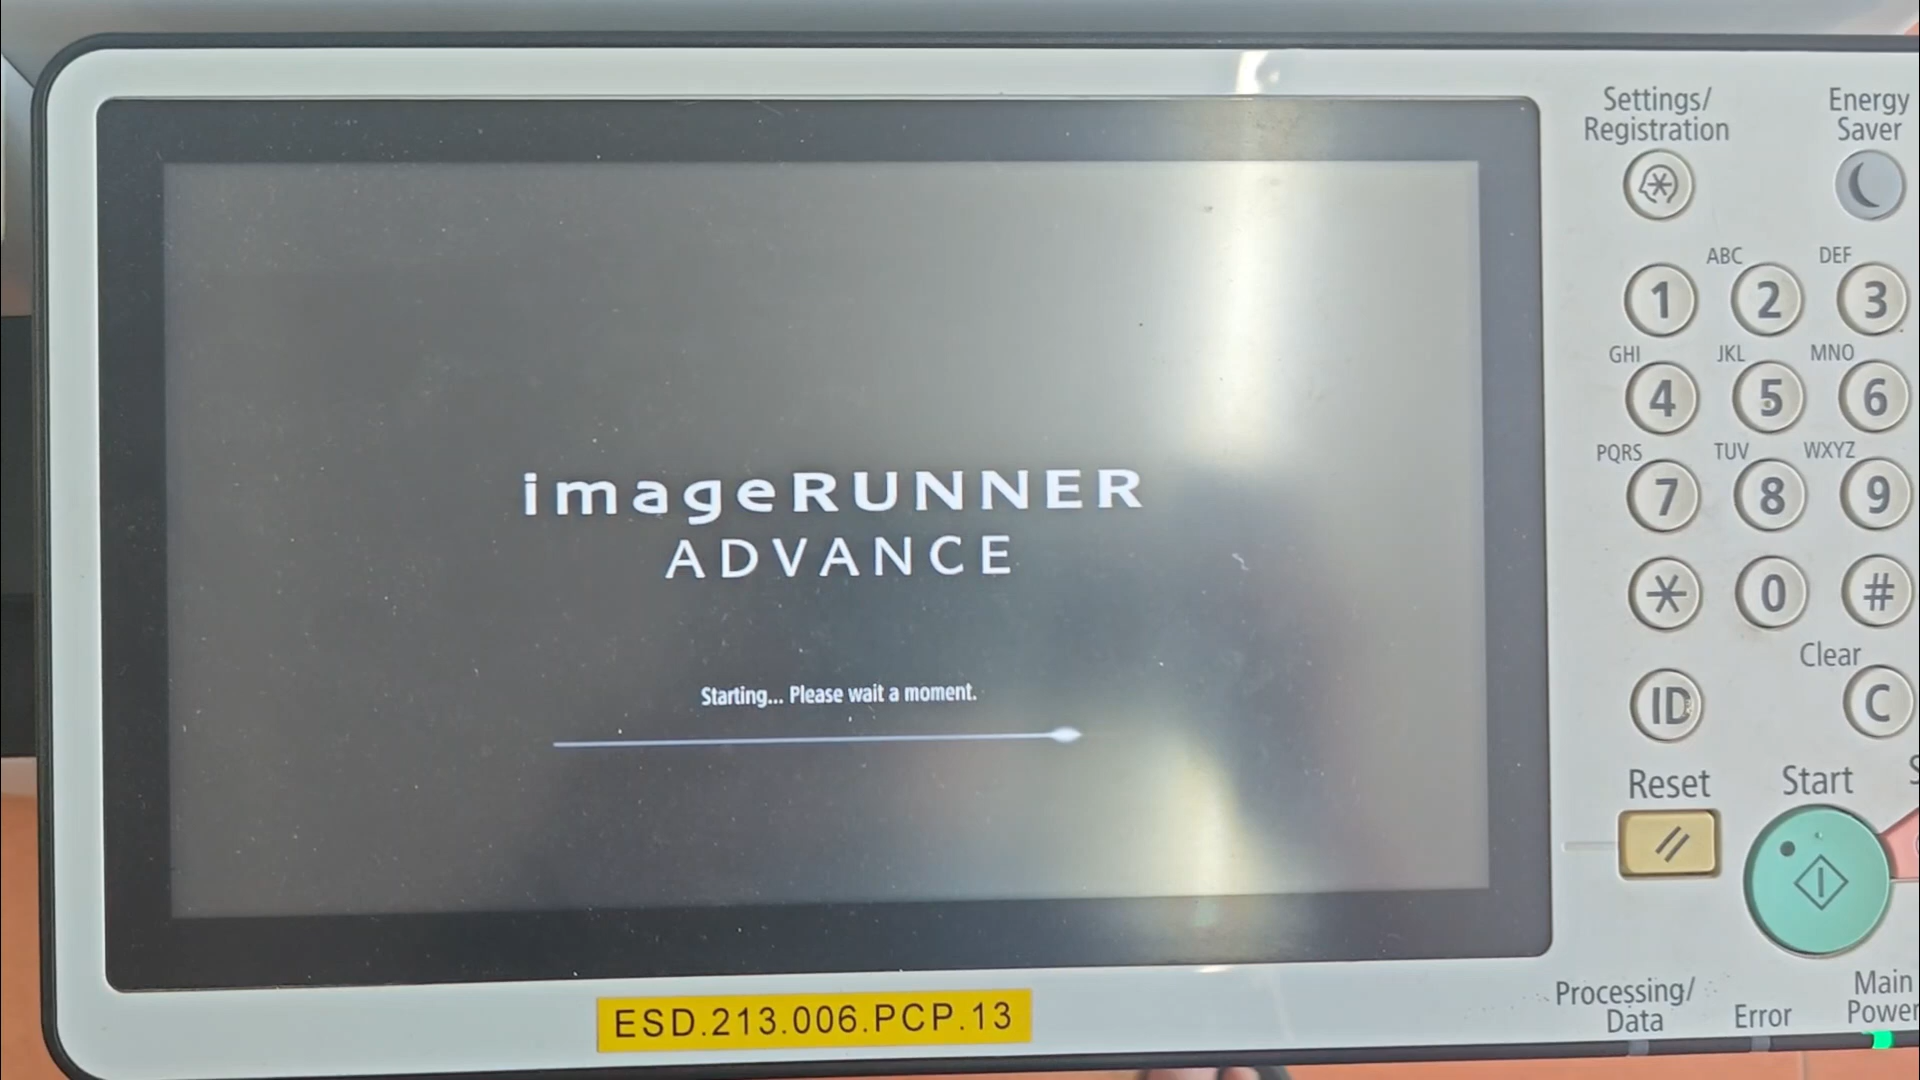 imageRUNNER
ADVANCE
Starting... Please wait a moment.
ESD.213.006.PCP.13
Settings/
Registration
Energy
Saver
1
ABC
2
DEF
3
GHI
4
JKL
5
MNO
6
PQRS
7
TUV
8
WXYZ
9
0
#
Clear
ID
C
Reset
Start
Processing/
Data
Error
Main
Power